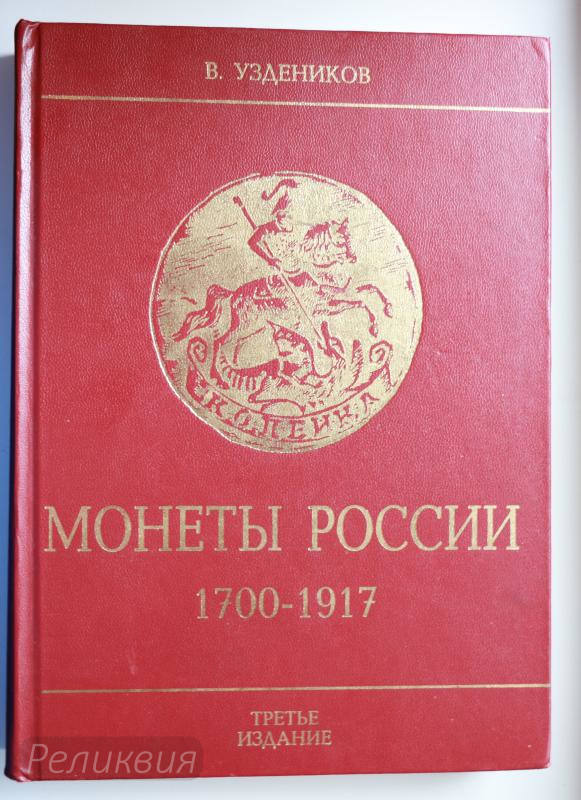 В. УЗДЕНИКОВ
КОПЕЙКА
МОНЕТЫ РОССИИ
1700-1917
ТРЕТЬЕ
ИЗДАНИЕ
Реликвия